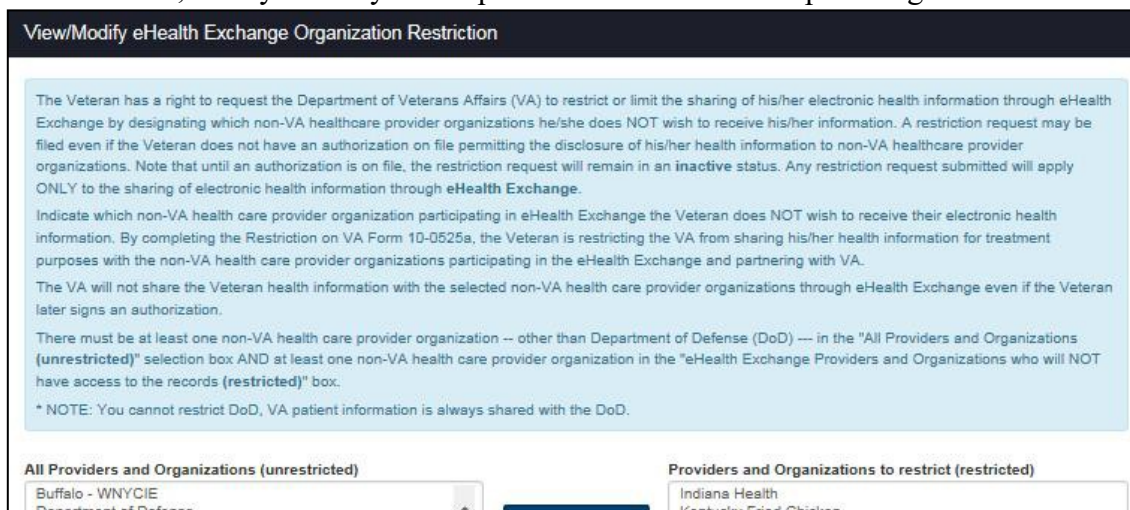 View/Modify eHealth Exchange Organization Restriction
The Veteran has a right to request the Department of Veterans Affairs (VA) to restrict or limit the sharing of his/her electronic health information through eHealth
Exchange by designating which non-VA healthcare provider organizations he/she does NOT wish to receive his/her information. A restriction request may be
filed even if the Veteran does not have an authorization on file permitting the disclosure of his/her health information to non-VA healthcare provider
organizations. Note that until an authorization is on file, the restriction request will remain in an inactive status. Any restriction request submitted will apply
ONLY to the sharing of electronic health information through eHealth Exchange.
Indicate which non-VA health care provider organization participating in eHealth Exchange the Veteran does NOT wish to receive their electronic health
information. By completing the Restriction on VA Form 10-0525a, the Veteran is restricting the VA from sharing his/her health information for treatment
purposes with the non-VA health care provider organizations participating in the eHealth Exchange and partnering with VA.
The VA will not share the Veteran health information with the selected non-VA health care provider organizations through eHealth Exchange even if the Veteran
later signs an authorization.
There must be at least one non-VA health care provider organization -- other than Department of Defense (DoD) --- in the "All Providers and Organizations
(unrestricted)" selection box AND at least one non-VA health care provider organization in the "eHealth Exchange Providers and Organizations who will NOT
have access to the records (restricted)" box.
* NOTE: You cannot restrict DoD, VA patient information is always shared with the DoD.
All Providers and Organizations (unrestricted)
Buffalo - WNYCIE
Department of Defense
Providers and Organizations to restrict (restricted)
Indiana Health
Kentucky Fried Chicken